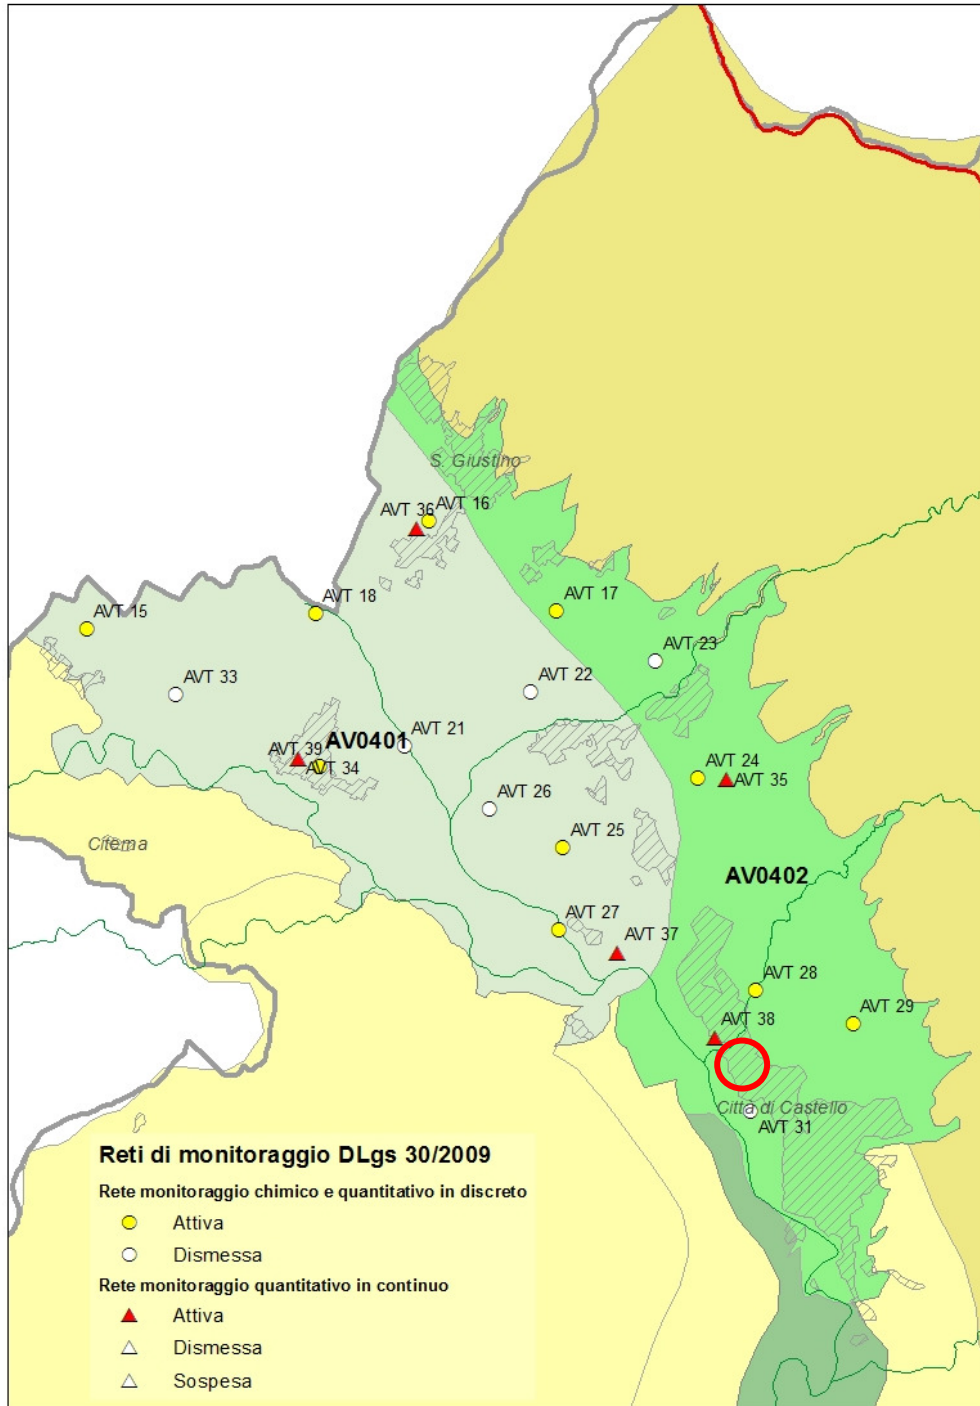 S. Giustino
AVT 36
AVT 16
AVT 15
AVT 18
AVT 17
AVT 23
AVT 33
AVT 22
AVT 21
AV0401
AVT 39
AVT 34
AVT 24
AVT 35
AVT 26
AVT 25
Citerna
AV0402
AVT 27
AVT 37
AVT 28
AVT 29
AVT 38
Città di Castello
AVT 31
Reti di monitoraggio DLgs 30/2009
Rete monitoraggio chimico e quantitativo in discreto
Attiva
Dismessa
Rete monitoraggio quantitativo in continuo
Attiva
Dismessa
Sospesa